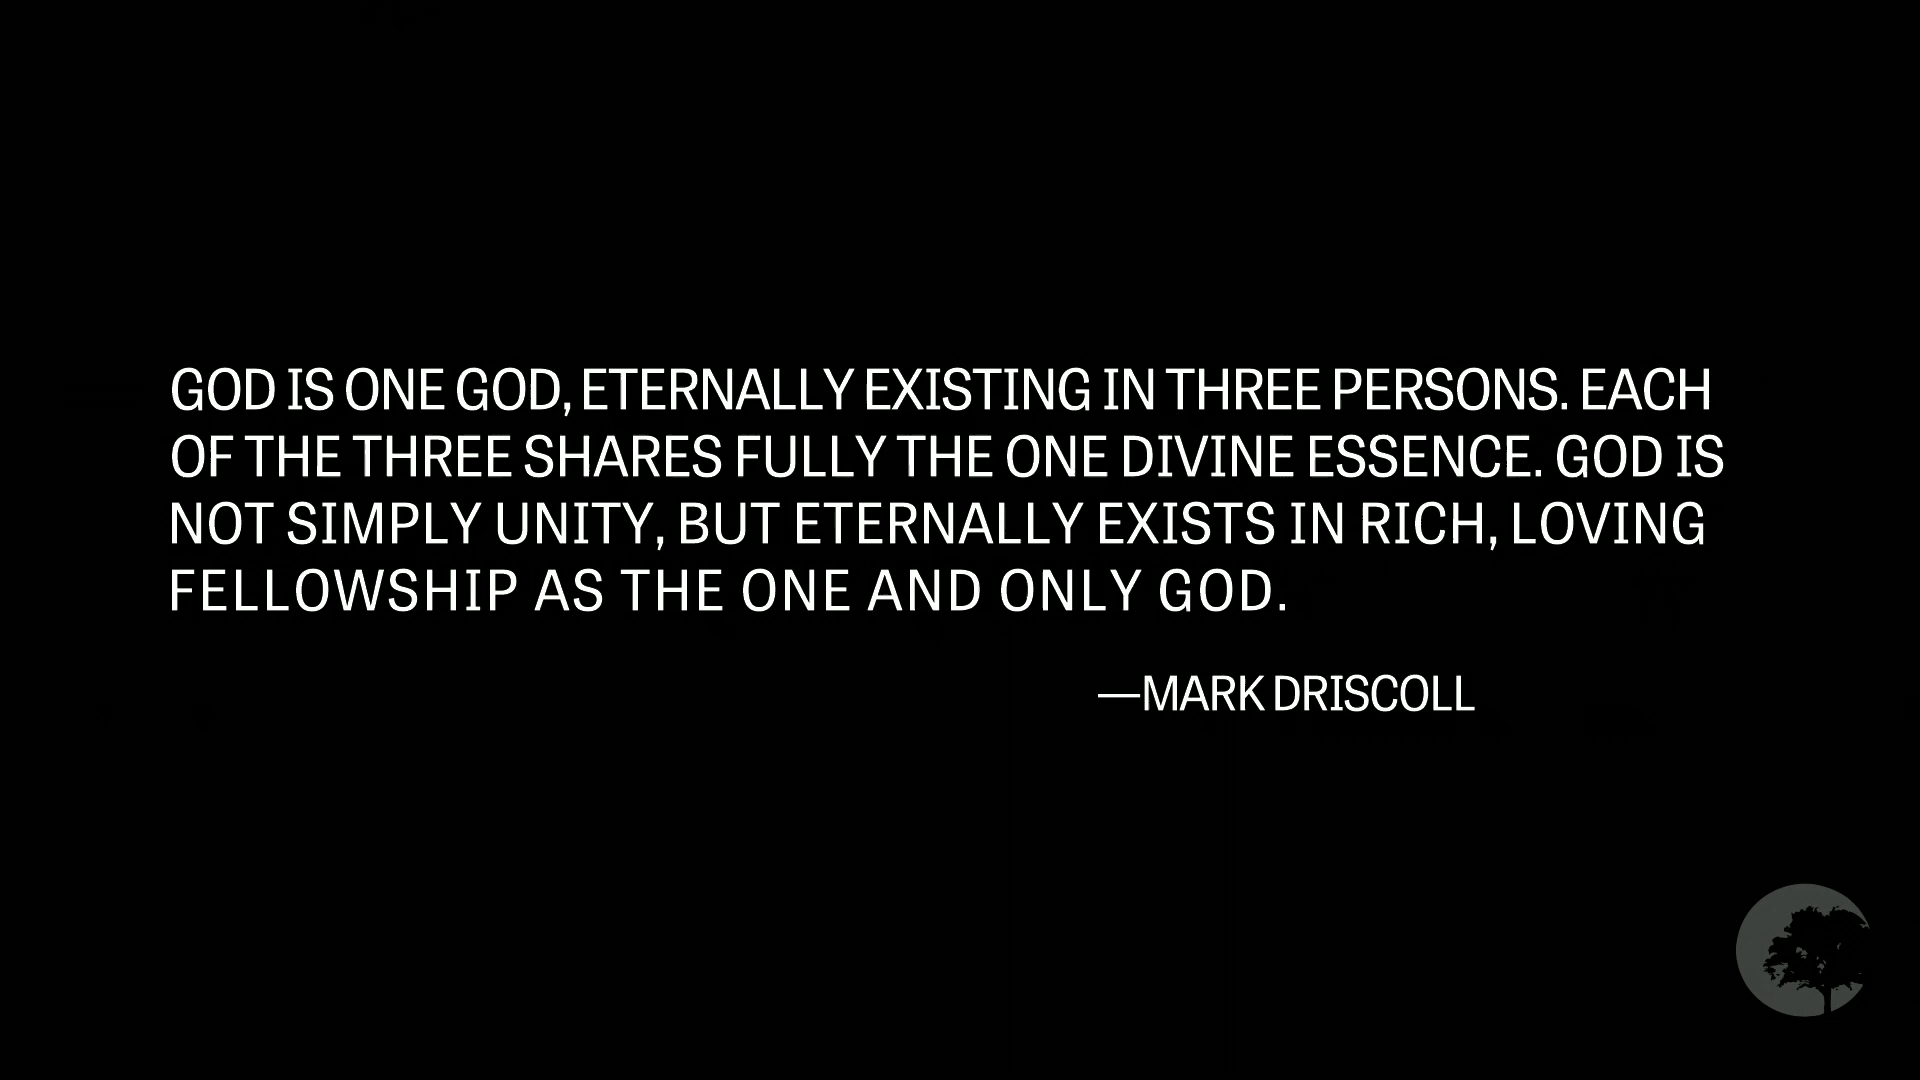 GOD IS ONE GOD, ETERNALLY EXISTING IN THREE PERSONS. EACH
OF THE THREE SHARES FULLY THE ONE DIVINE ESSENCE. GOD IS
NOT SIMPLY UNITY, BUT ETERNALLY EXISTS IN RICH, LOVING
FELLOWSHIP AS THE ONE AND ONLY GOD.
—MARK DRISCOLL